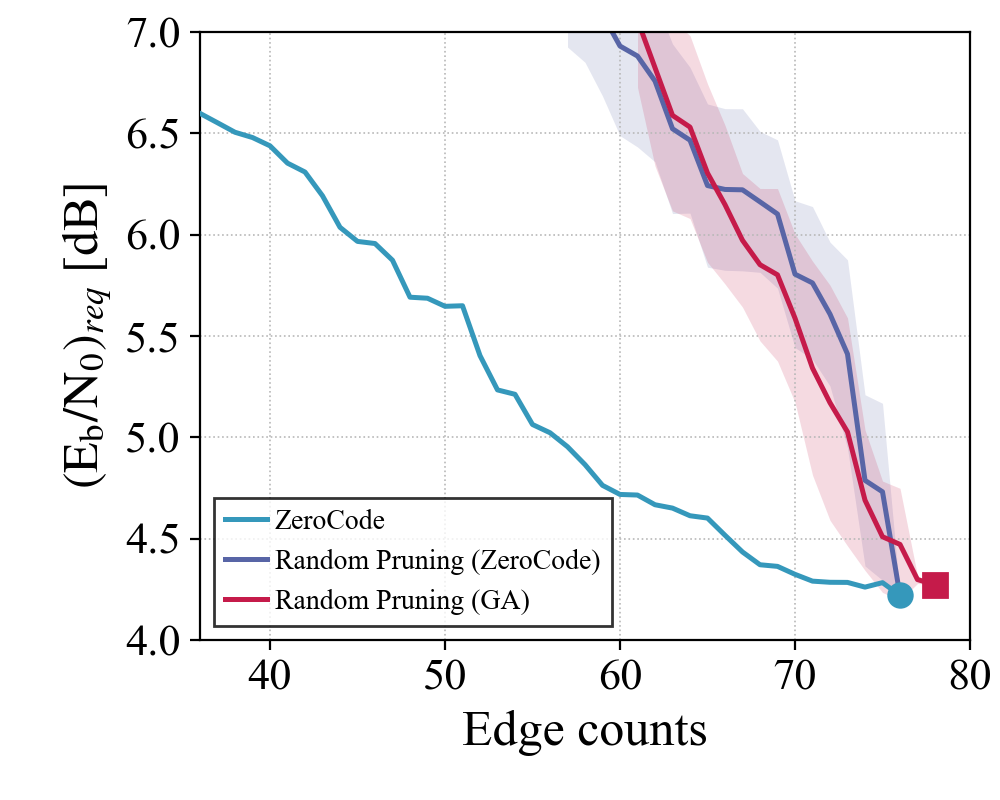 7.0
6.5
6.0
5.5
5.0
4.5
4.0
(E_b/N_0)_req [dB]
ZeroCode
Random Pruning (ZeroCode)
Random Pruning (GA)
40 50 60 70 80
Edge counts